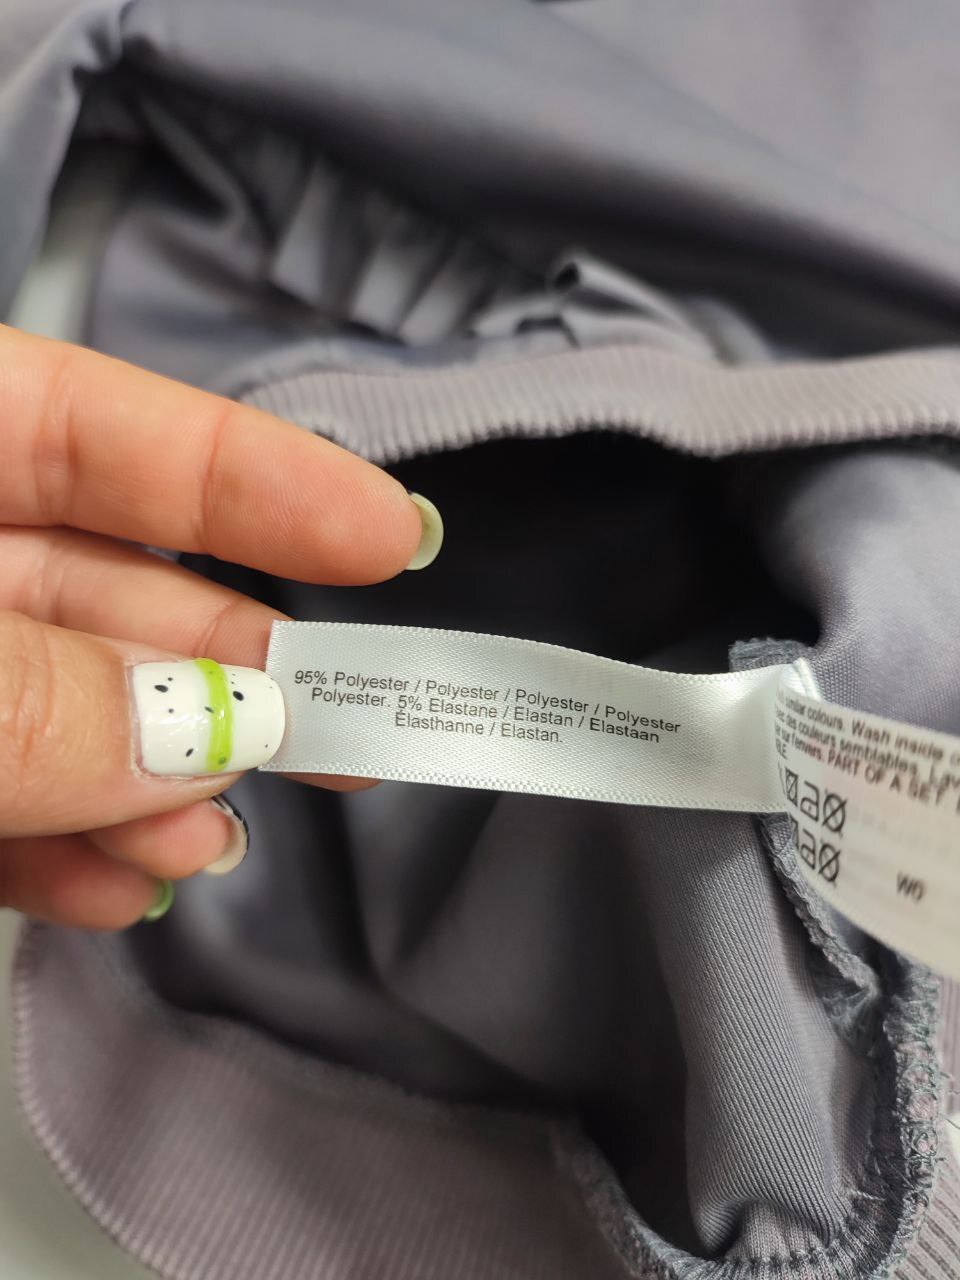 95% Polyester / Polyester / Polyester / Polyester
Polyester. 5% Elastane / Elastan / Elastaan
Élasthanne / Elastan.
similar colours. Wash inside
des couleurs semblables.
sur l'envers. PART OF A SET
W0